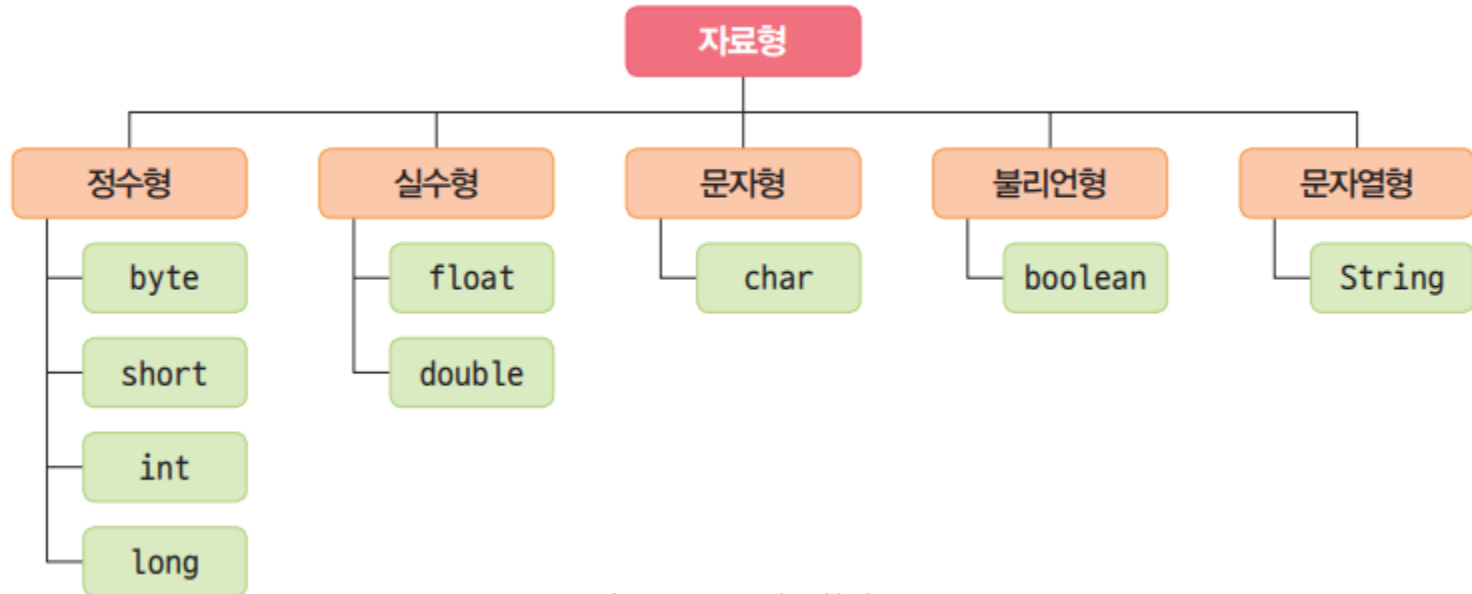 자료형
정수형 실수형 문자형 불리언형 문자열형
byte float char boolean String
short double
int
long